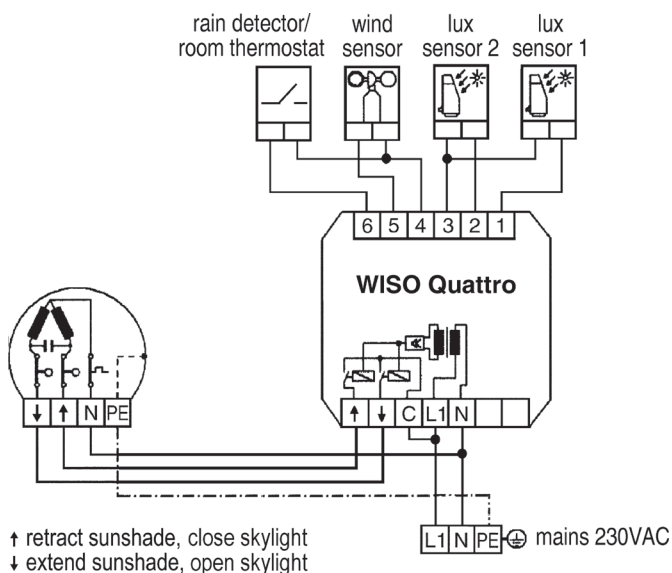 rain detector/
room thermostat
wind
sensor
lux
sensor 2
lux
sensor 1
6 5 4 3 2 1
WISO Quattro
↓ ↑ N PE
↑ ↓ C L1 N
L1 N PE mains 230VAC
↑ retract sunshade, close skylight
↓ extend sunshade, open skylight